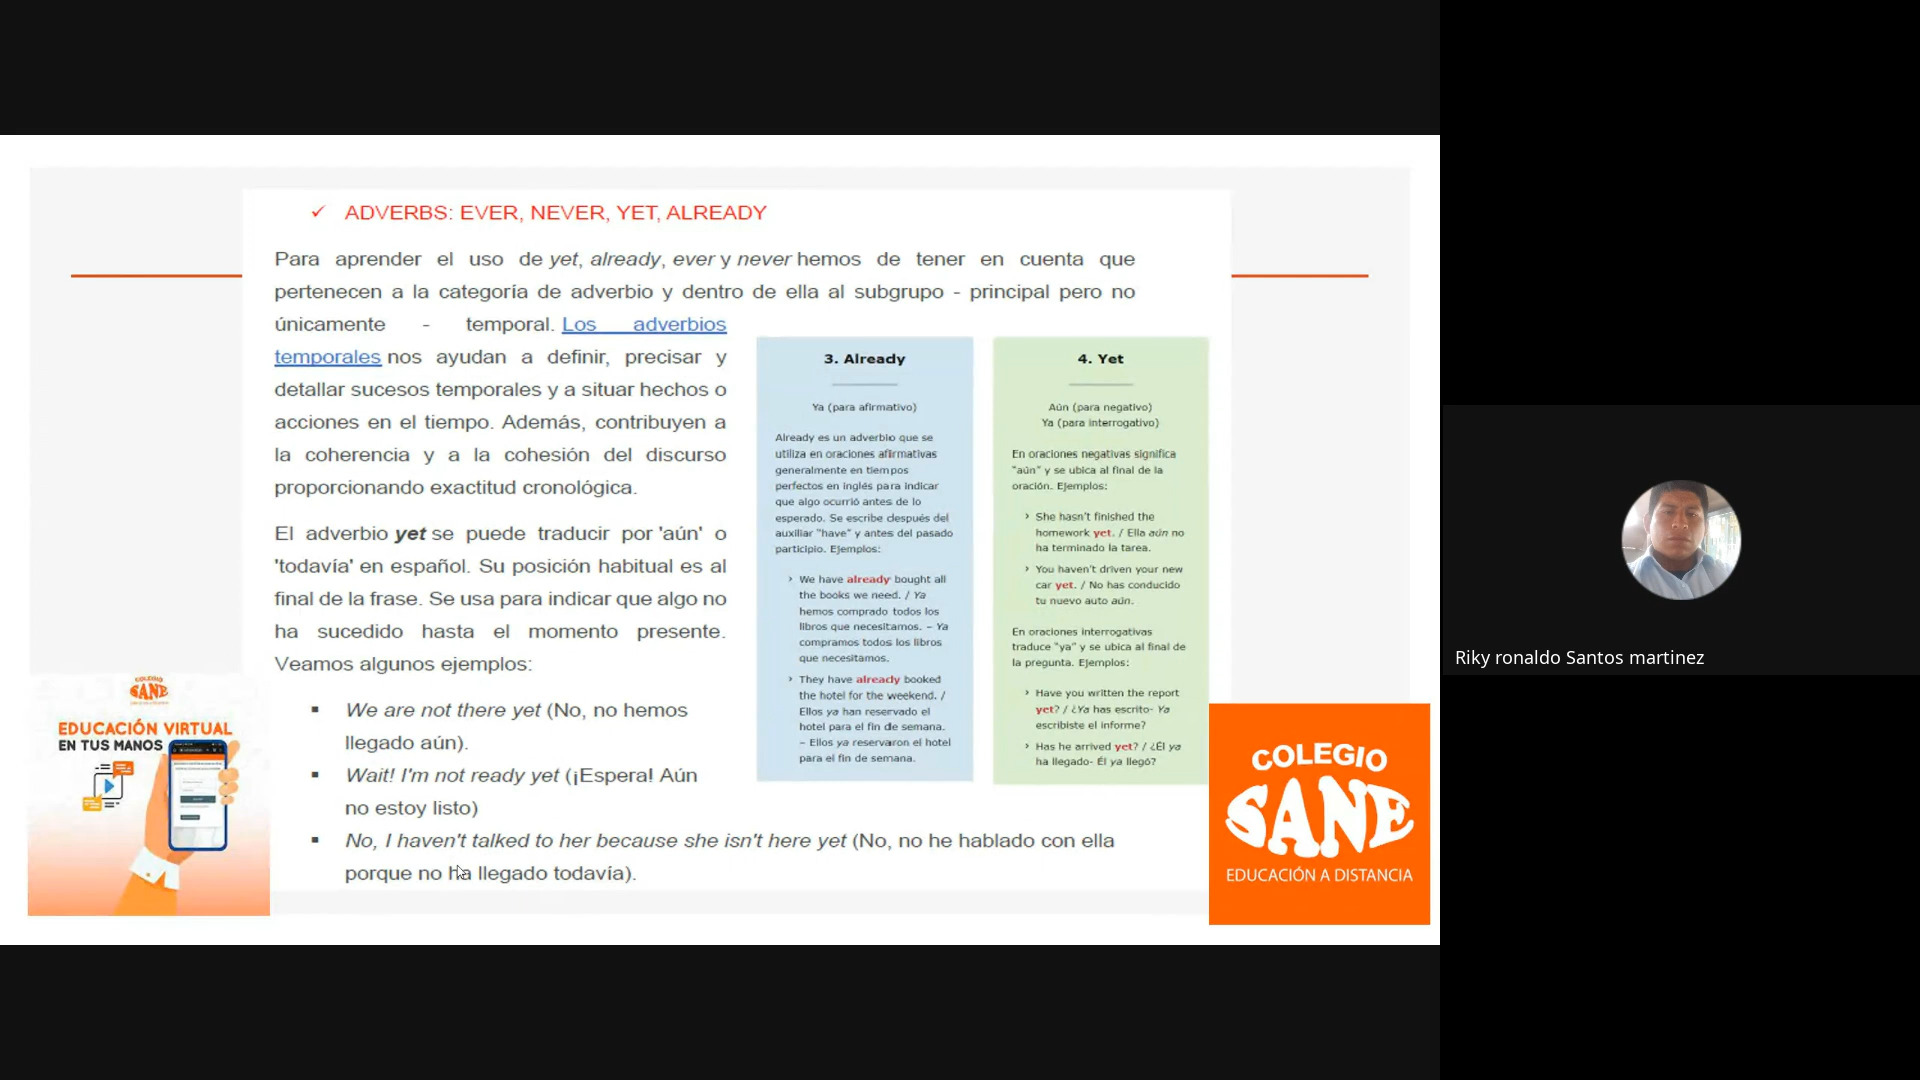 ✓ ADVERBS: EVER, NEVER, YET, ALREADY
Para aprender el uso de yet, already, ever y never hemos de tener en cuenta que
pertenecen a la categoría de adverbio y dentro de ella al subgrupo - principal pero no
únicamente - temporal. Los adverbios
temporales nos ayudan a definir, precisar y
detallar sucesos temporales y a situar hechos o
acciones en el tiempo. Además, contribuyen a
la coherencia y a la cohesión del discurso
proporcionando exactitud cronológica.
El adverbio yet se puede traducir por 'aún' o
'todavía' en español. Su posición habitual es al
final de la frase. Se usa para indicar que algo no
ha sucedido hasta el momento presente.
Veamos algunos ejemplos:
▪ We are not there yet (No, no hemos
llegado aún).
▪ Wait! I'm not ready yet (¡Espera! Aún
no estoy listo)
▪ No, I haven't talked to her because she isn't here yet (No, no he hablado con ella
porque no ha llegado todavía).
3. Already
Ya (para afirmativo)
Already es un adverbio que se
utiliza en oraciones afirmativas
generalmente en tiempos
perfectos en inglés para indicar
que algo ocurrió antes de lo
esperado. Se escribe después del
auxiliar "have" y antes del pasado
participio. Ejemplos:
› We have already bought all
the books we need. / Ya
hemos comprado todos los
libros que necesitamos. – Ya
compramos todos los libros
que necesitamos.
› They have already booked
the hotel for the weekend. /
Ellos ya han reservado el
hotel para el fin de semana.
– Ellos ya reservaron el hotel
para el fin de semana.
4. Yet
Aún (para negativo)
Ya (para interrogativo)
En oraciones negativas significa
"aún" y se ubica al final de la
oración. Ejemplos:
› She hasn't finished the
homework yet. / Ella aún no
ha terminado la tarea.
› You haven't driven your new
car yet. / No has conducido
tu nuevo auto aún.
En oraciones interrogativas
traduce "ya" y se ubica al final de
la pregunta. Ejemplos:
› Have you written the report
yet? / ¿Ya has escrito- Ya
escribiste el informe?
› Has he arrived yet? / ¿Él ya
ha llegado- Él ya llegó?
COLEGIO
SANE
EDUCACIÓN VIRTUAL
EN TUS MANOS
COLEGIO
SANE
EDUCACIÓN A DISTANCIA
Riky ronaldo Santos martinez